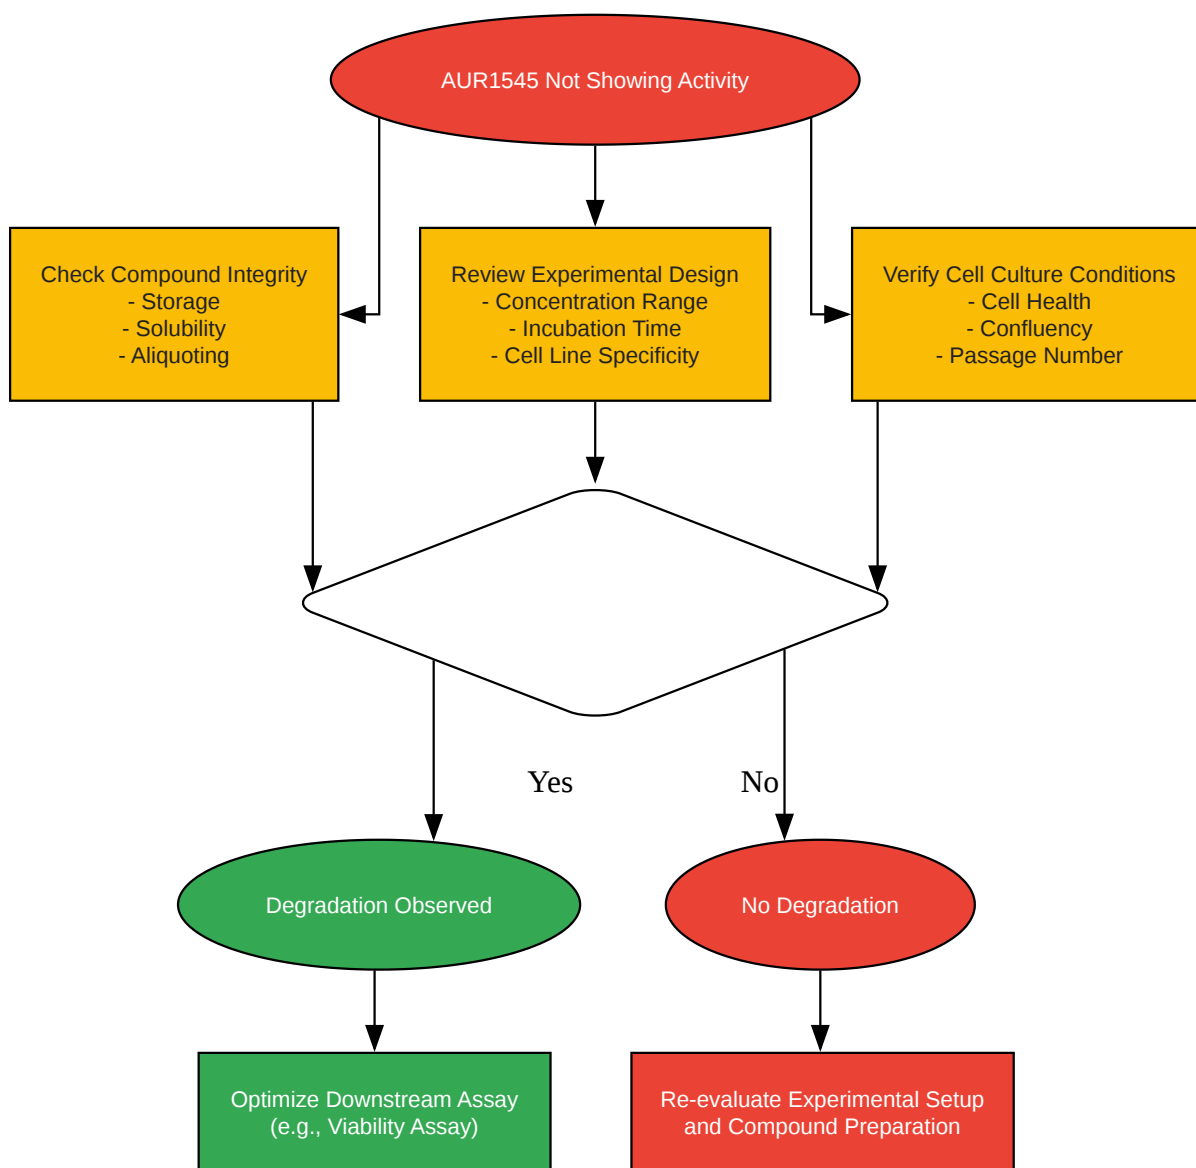 AUR1545 Not Showing Activity
Check Compound Integrity
- Storage
- Solubility
- Aliquoting
Review Experimental Design
- Concentration Range
- Incubation Time
- Cell Line Specificity
Verify Cell Culture Conditions
- Cell Health
- Confluency
- Passage Number
Yes
No
Degradation Observed
No Degradation
Optimize Downstream Assay
(e.g., Viability Assay)
Re-evaluate Experimental Setup
and Compound Preparation